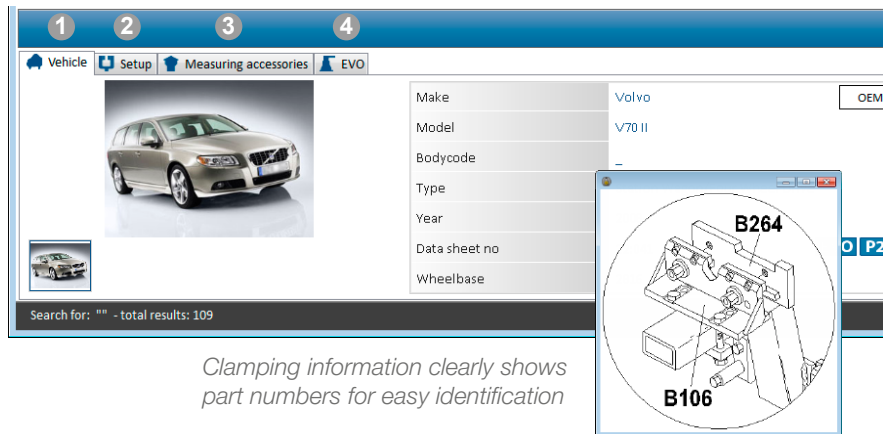 1 2 3 4
Vehicle Setup Measuring accessories EVO
Make Volvo OEM
Model V70 II
Bodycode _
Type
Year
Data sheet no O P2
Wheelbase
B264
B106
Search for: "" - total results: 109
Clamping information clearly shows
part numbers for easy identification